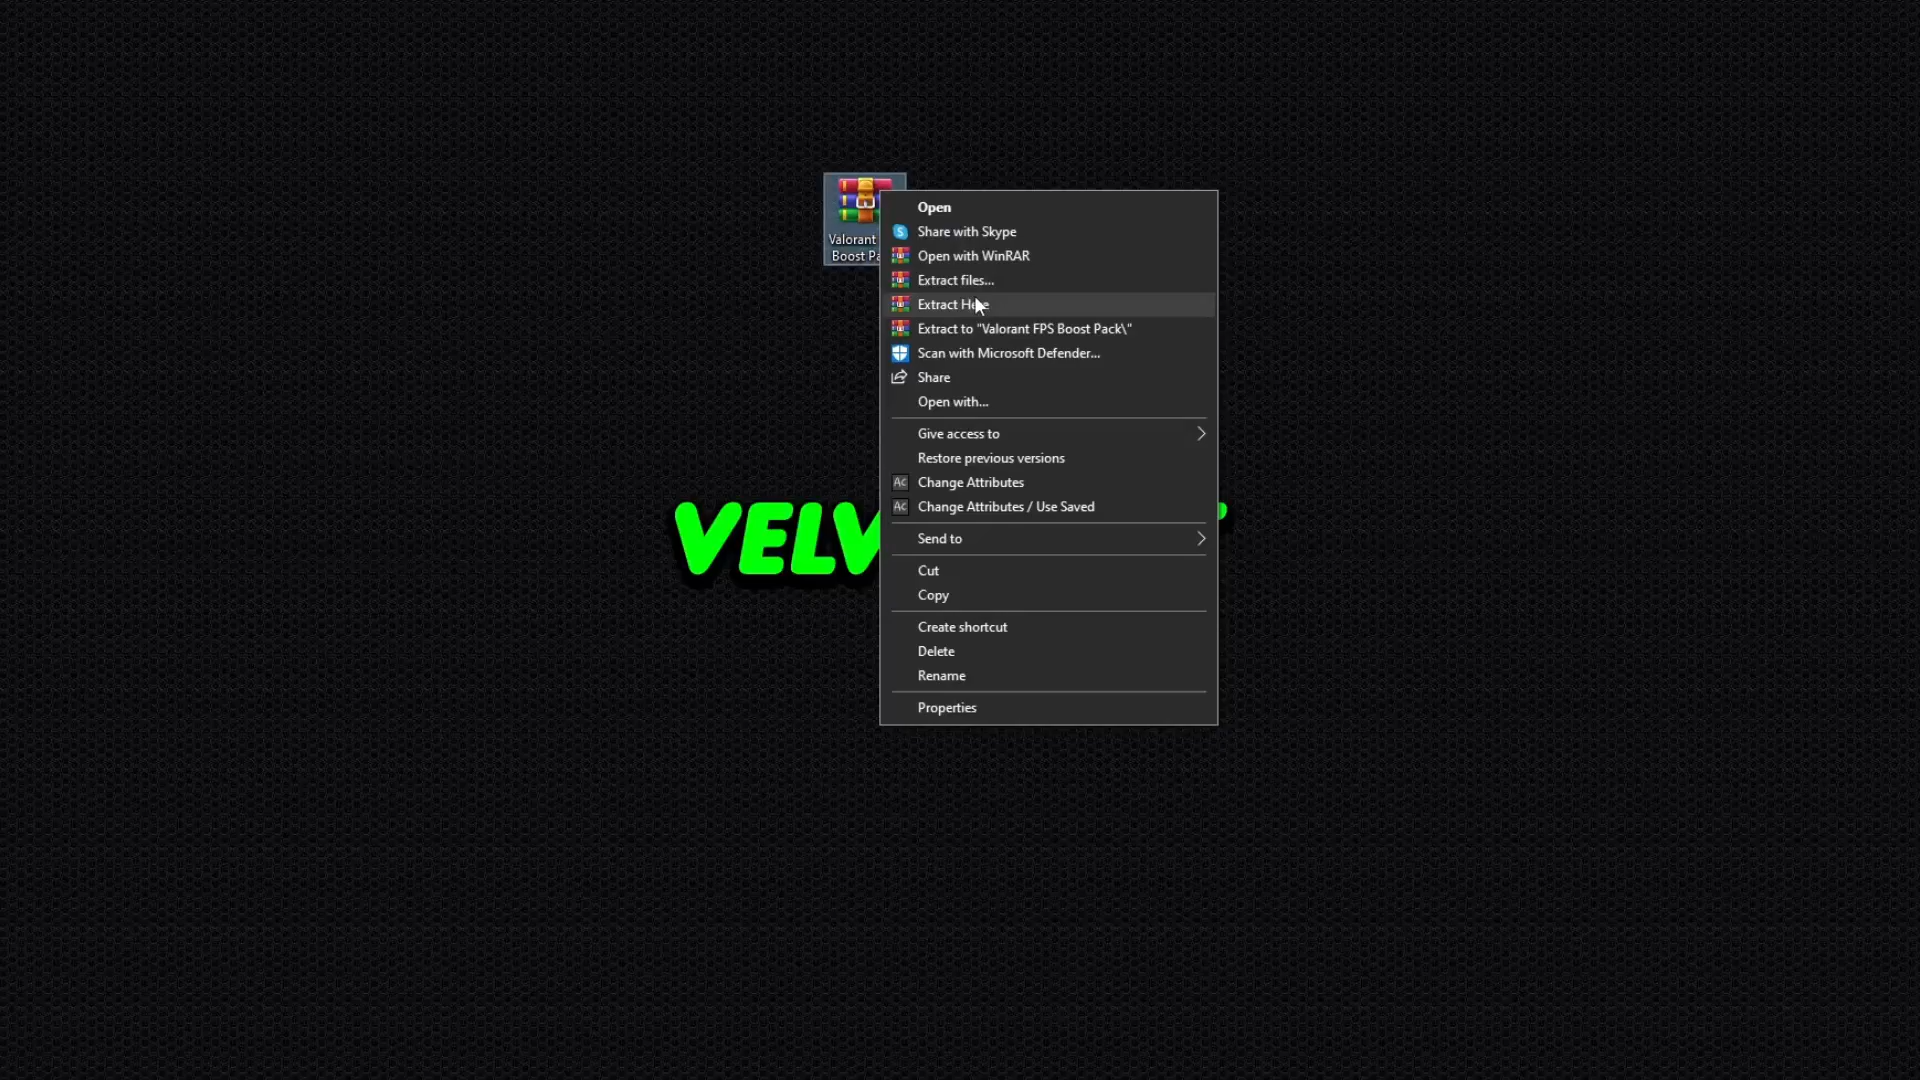 Valorant
Boost
Open
Share with Skype
Open with WinRAR
Extract files...
Extract Here
Extract to "Valorant FPS Boost Pack\"
Scan with Microsoft Defender...
Share
Open with...
Give access to
Restore previous versions
Ac Change Attributes
Ac Change Attributes / Use Saved
Send to
Cut
Copy
Create shortcut
Delete
Rename
Properties